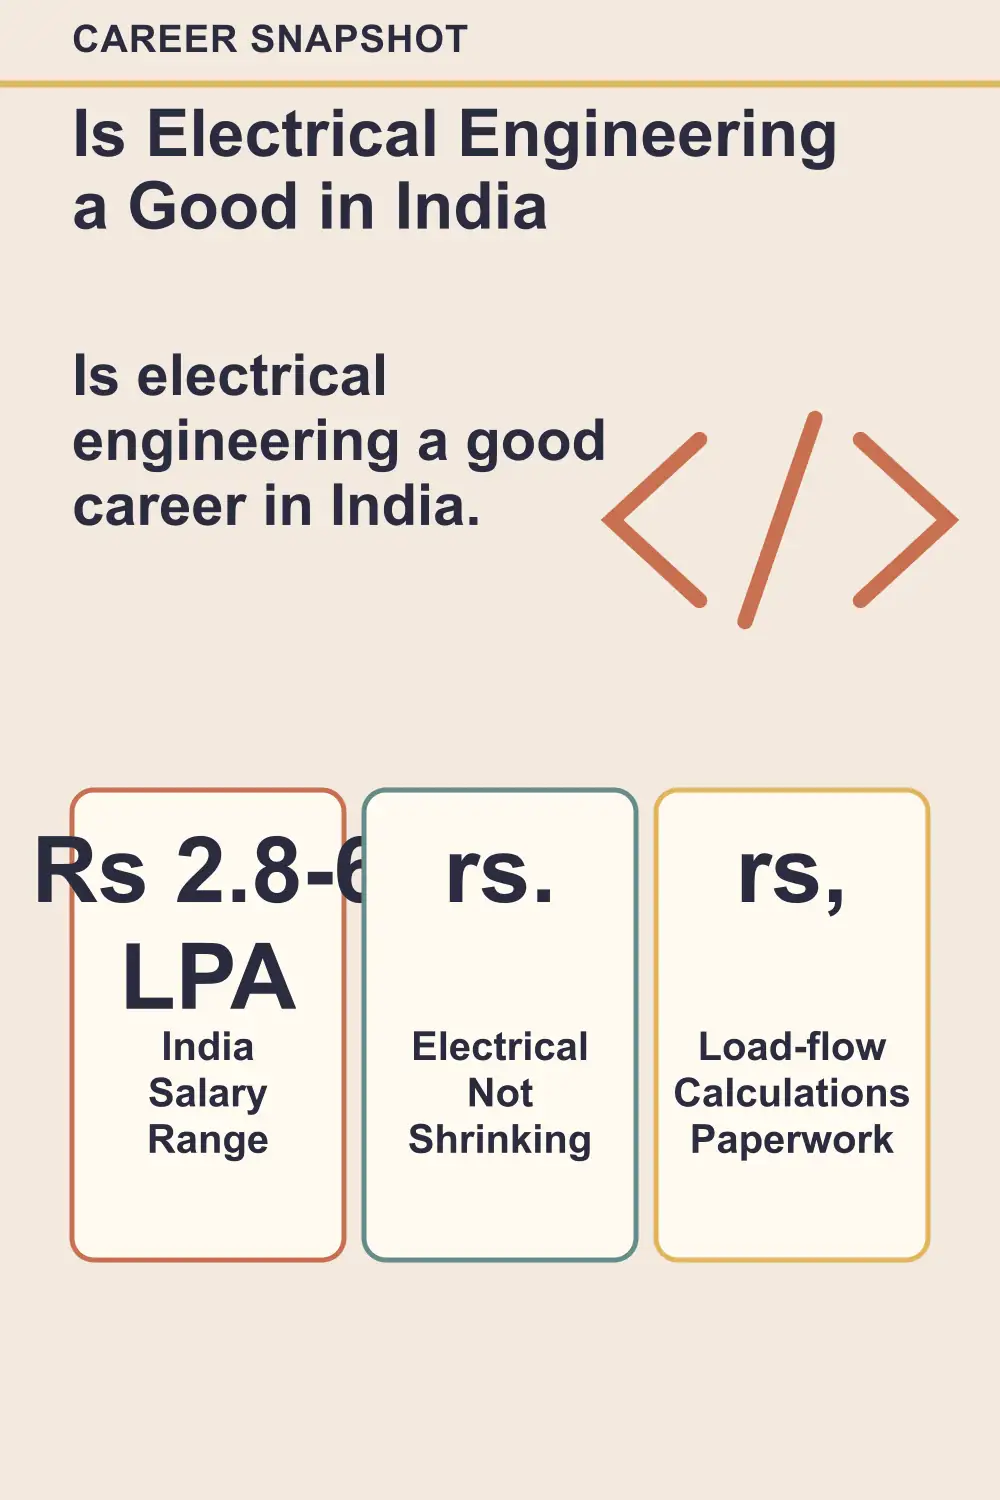 CAREER SNAPSHOT
Is Electrical Engineering
a Good in India
Is electrical
engineering a good
career in India.
Rs 2.8-6
LPA
India
Salary
Range
rs.
Electrical
Not
Shrinking
rs,
Load-flow
Calculations
Paperwork